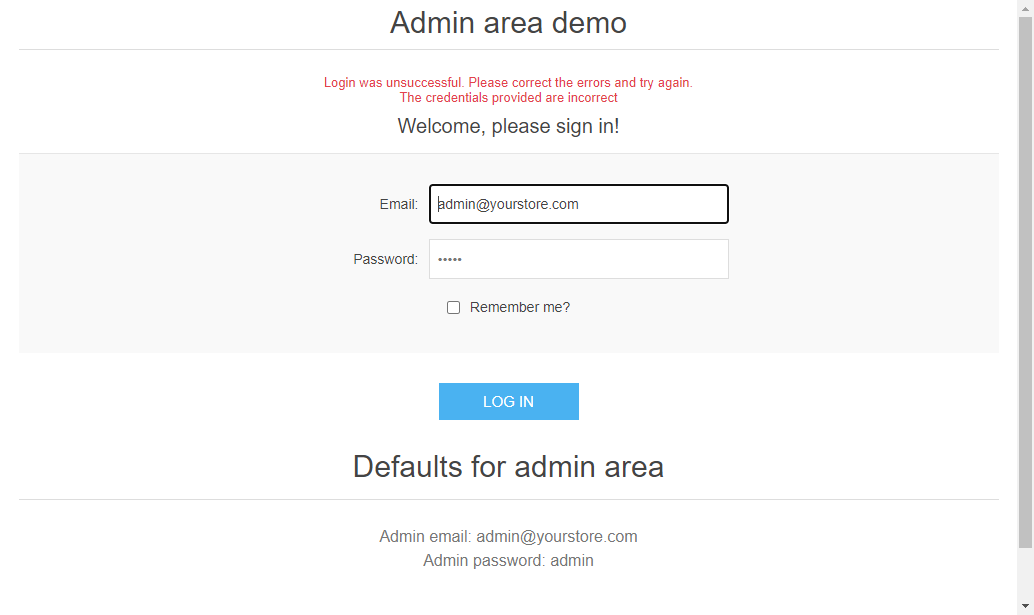 Admin area demo
Login was unsuccessful. Please correct the errors and try again.
The credentials provided are incorrect
Welcome, please sign in!
Email: admin@yourstore.com
Password: •••••
Remember me?
LOG IN
Defaults for admin area
Admin email: admin@yourstore.com
Admin password: admin